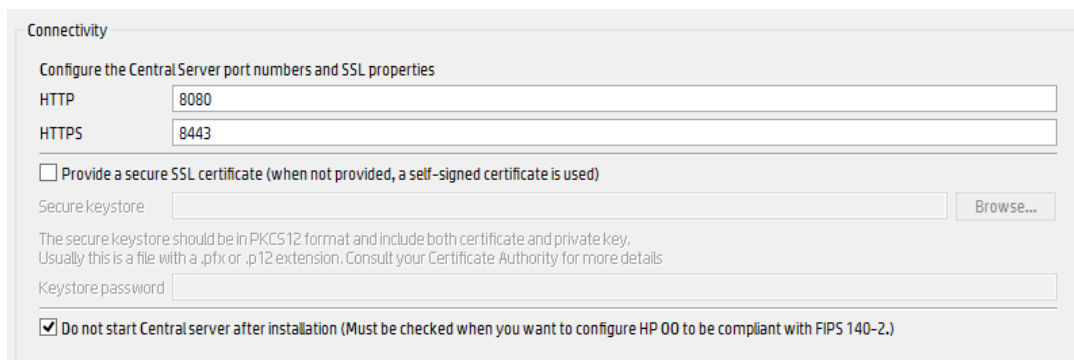 Connectivity
Configure the Central Server port numbers and SSL properties
HTTP 8080
HTTPS 8443
Provide a secure SSL certificate (when not provided, a self-signed certificate is used)
Secure keystore Browse...
The secure keystore should be in PKCS12 format and include both certificate and private key.
Usually this is a file with a .pfx or .p12 extension. Consult your Certificate Authority for more details
Keystore password
Do not start Central server after installation (Must be checked when you want to configure HP OO to be compliant with FIPS 140-2.)